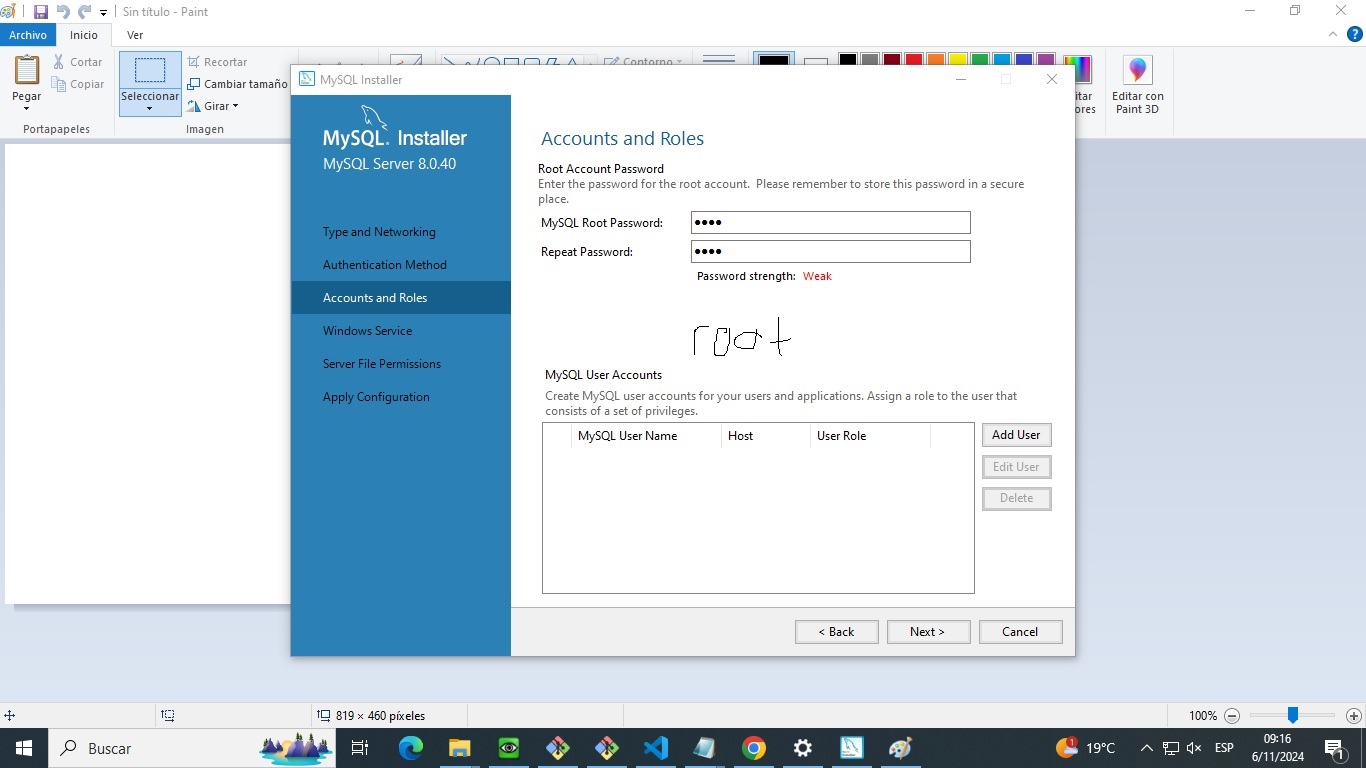 Sin título - Paint
Archivo Inicio Ver
Pegar
Cortar
Copiar
Portapapeles
Seleccionar
Recortar
Cambiar tamaño
Girar
Imagen
Contorno
Editar con
Paint 3D
MySQL Installer
MySQL® Installer
MySQL Server 8.0.40
Type and Networking
Authentication Method
Accounts and Roles
Windows Service
Server File Permissions
Apply Configuration
Accounts and Roles
Root Account Password
Enter the password for the root account. Please remember to store this password in a secure
place.
MySQL Root Password: ●●●●
Repeat Password: ●●●●
Password strength: Weak
root
MySQL User Accounts
Create MySQL user accounts for your users and applications. Assign a role to the user that
consists of a set of privileges.
MySQL User Name Host User Role
Add User
Edit User
Delete
< Back Next > Cancel
819 × 460 píxeles 100%
Buscar 19°C ESP 09:16
6/11/2024